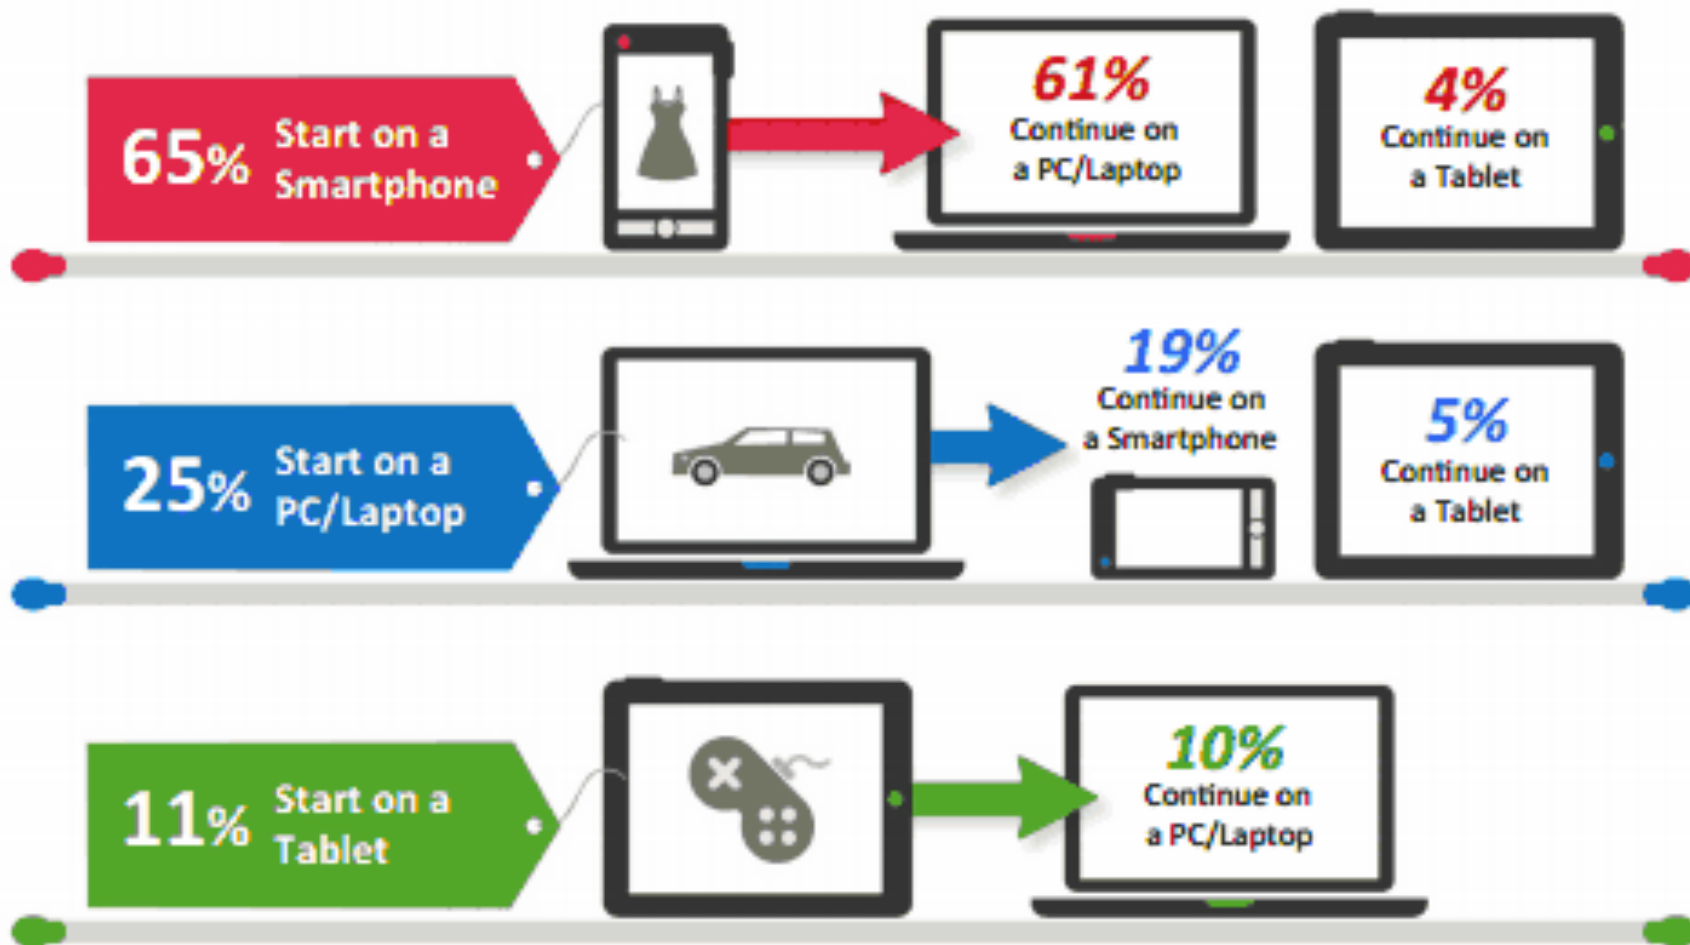 65% Start on a
Smartphone
61%
Continue on
a PC/Laptop
4%
Continue on
a Tablet
25% Start on a
PC/Laptop
19%
Continue on
a Smartphone
5%
Continue on
a Tablet
11% Start on a
Tablet
10%
Continue on
a PC/Laptop